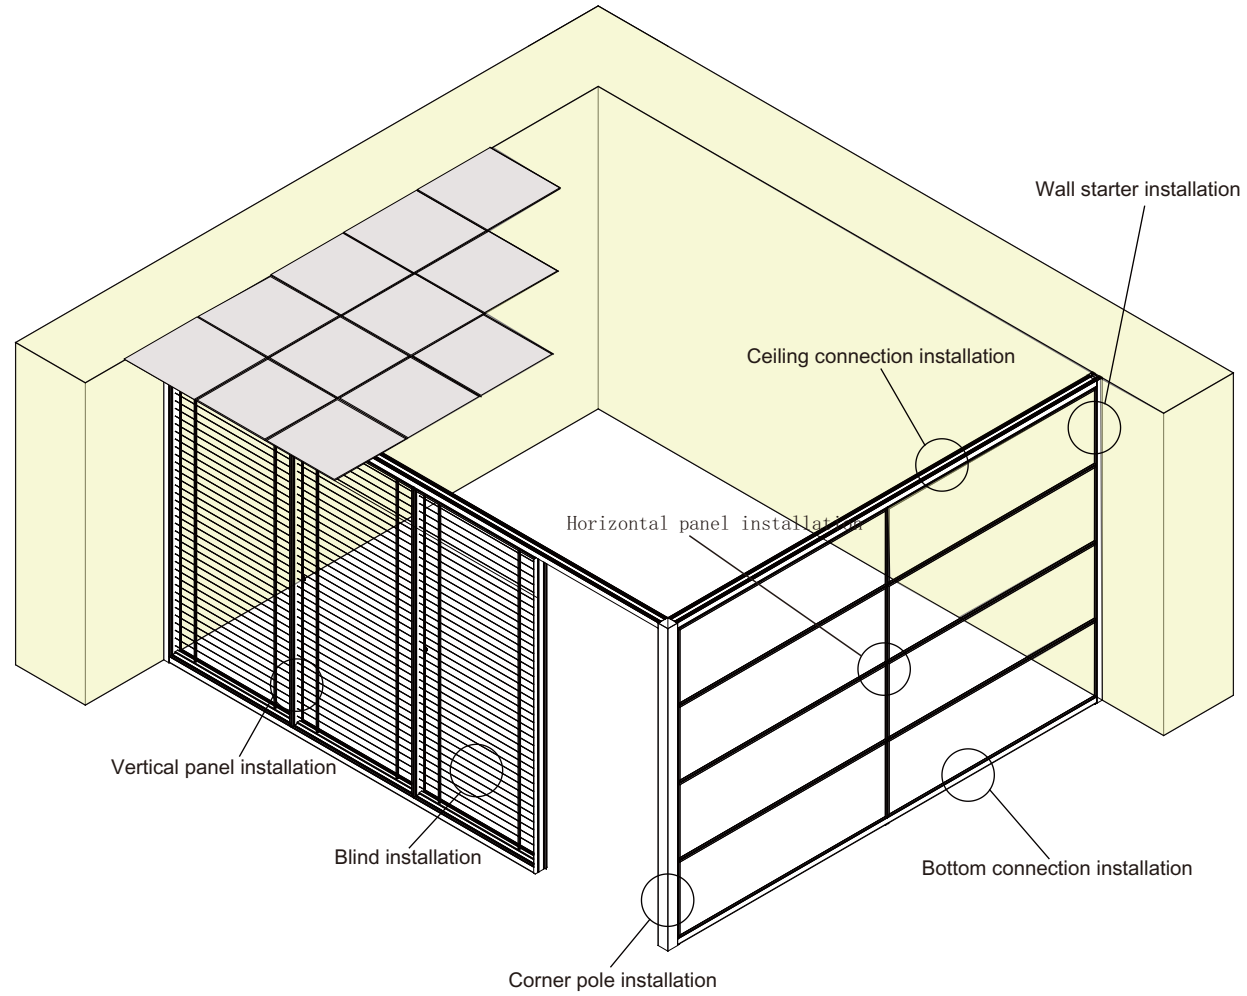 Wall starter installation
Ceiling connection installation
Horizontal panel installation
Vertical panel installation
Blind installation
Bottom connection installation
Corner pole installation